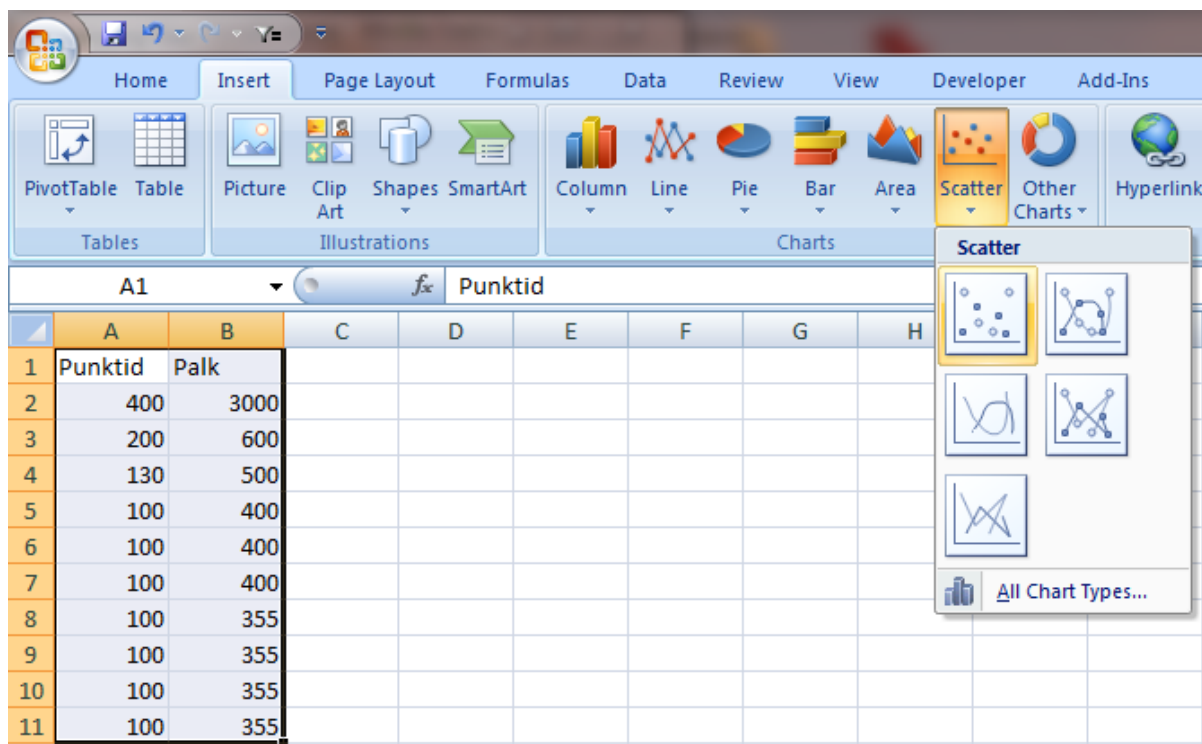 Home Insert Page Layout Formulas Data Review View Developer Add-Ins
PivotTable Table Picture Clip Art Shapes SmartArt Column Line Pie Bar Area Scatter Other Charts Hyperlink
Tables Illustrations Charts
Scatter
A1 fx Punktid
A B C D E F G H
1 Punktid Palk
2 400 3000
3 200 600
4 130 500
5 100 400
6 100 400
7 100 400
8 100 355
9 100 355
10 100 355
11 100 355
All Chart Types...